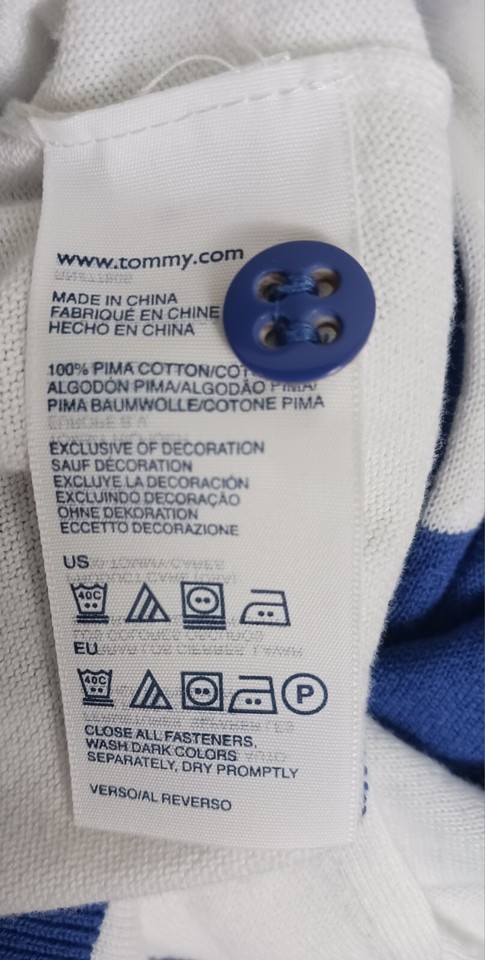 www.tommy.com
MADE IN CHINA
FABRIQUÉ EN CHINE
HECHO EN CHINA
100% PIMA COTTON/COT
ALGODÓN PIMA/ALGODÃO PIMA/
PIMA BAUMWOLLE/COTONE PIMA
EXCLUSIVE OF DECORATION
SAUF DÉCORATION
EXCLUYE LA DECORACIÓN
EXCLUINDO DECORAÇÃO
OHNE DEKORATION
ECCETTO DECORAZIONE
US
40C
EU
40C P
CLOSE ALL FASTENERS,
WASH DARK COLORS
SEPARATELY, DRY PROMPTLY
VERSO/AL REVERSO